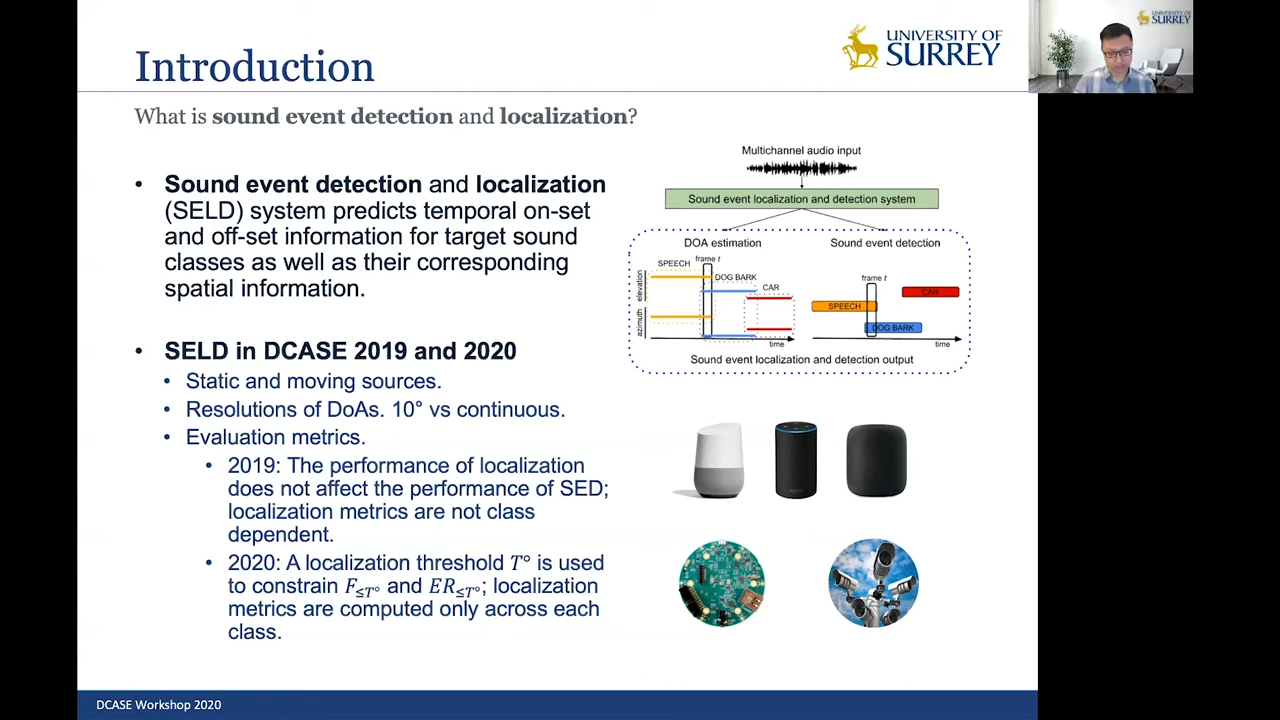 Introduction
UNIVERSITY OF
SURREY
UNIVERSITY OF
SURREY
What is sound event detection and localization?
• Sound event detection and localization
(SELD) system predicts temporal on-set
and off-set information for target sound
classes as well as their corresponding
spatial information.
• SELD in DCASE 2019 and 2020
• Static and moving sources.
• Resolutions of DoAs. 10° vs continuous.
• Evaluation metrics.
• 2019: The performance of localization
does not affect the performance of SED;
localization metrics are not class
dependent.
• 2020: A localization threshold T° is used
to constrain F≤T° and ER≤T°; localization
metrics are computed only across each
class.
Multichannel audio input
Sound event localization and detection system
DOA estimation
SPEECH
frame t
DOG BARK
CAR
elevation
azimuth
time
Sound event detection
frame t
CAR
SPEECH
DOG BARK
time
Sound event localization and detection output
DCASE Workshop 2020